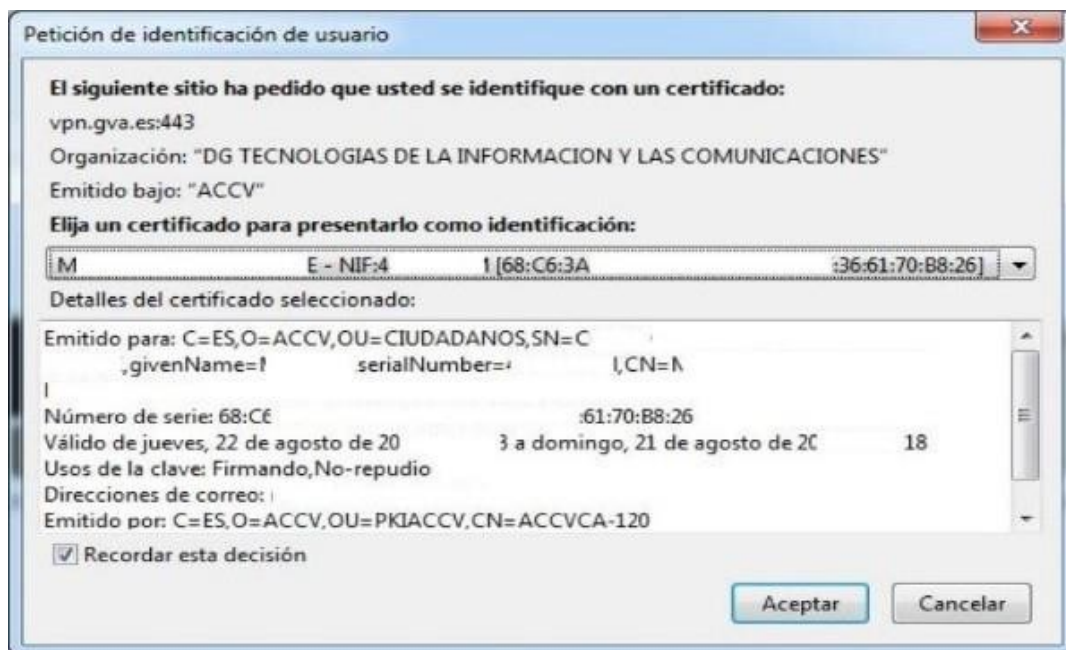 Petición de identificación de usuario
El siguiente sitio ha pedido que usted se identifique con un certificado:
vpn.gva.es:443
Organización: "DG TECNOLOGIAS DE LA INFORMACION Y LAS COMUNICACIONES"
Emitido bajo: "ACCV"
Elija un certificado para presentarlo como identificación:
M E - NIF:4 [68:C6:3A :36:61:70:B8:26]
Detalles del certificado seleccionado:
Emitido para: C=ES,O=ACCV,OU=CIUDADANOS,SN=C
,givenName= serialNumber= ,CN=
Número de serie: 68:C6 :61:70:B8:26
Válido de jueves, 22 de agosto de 20 3 a domingo, 21 de agosto de 20 18
Usos de la clave: Firmando,No-repudio
Direcciones de correo:
Emitido por: C=ES,O=ACCV,OU=PKIACCV,CN=ACCVCA-120
Recordar esta decisión
Aceptar Cancelar